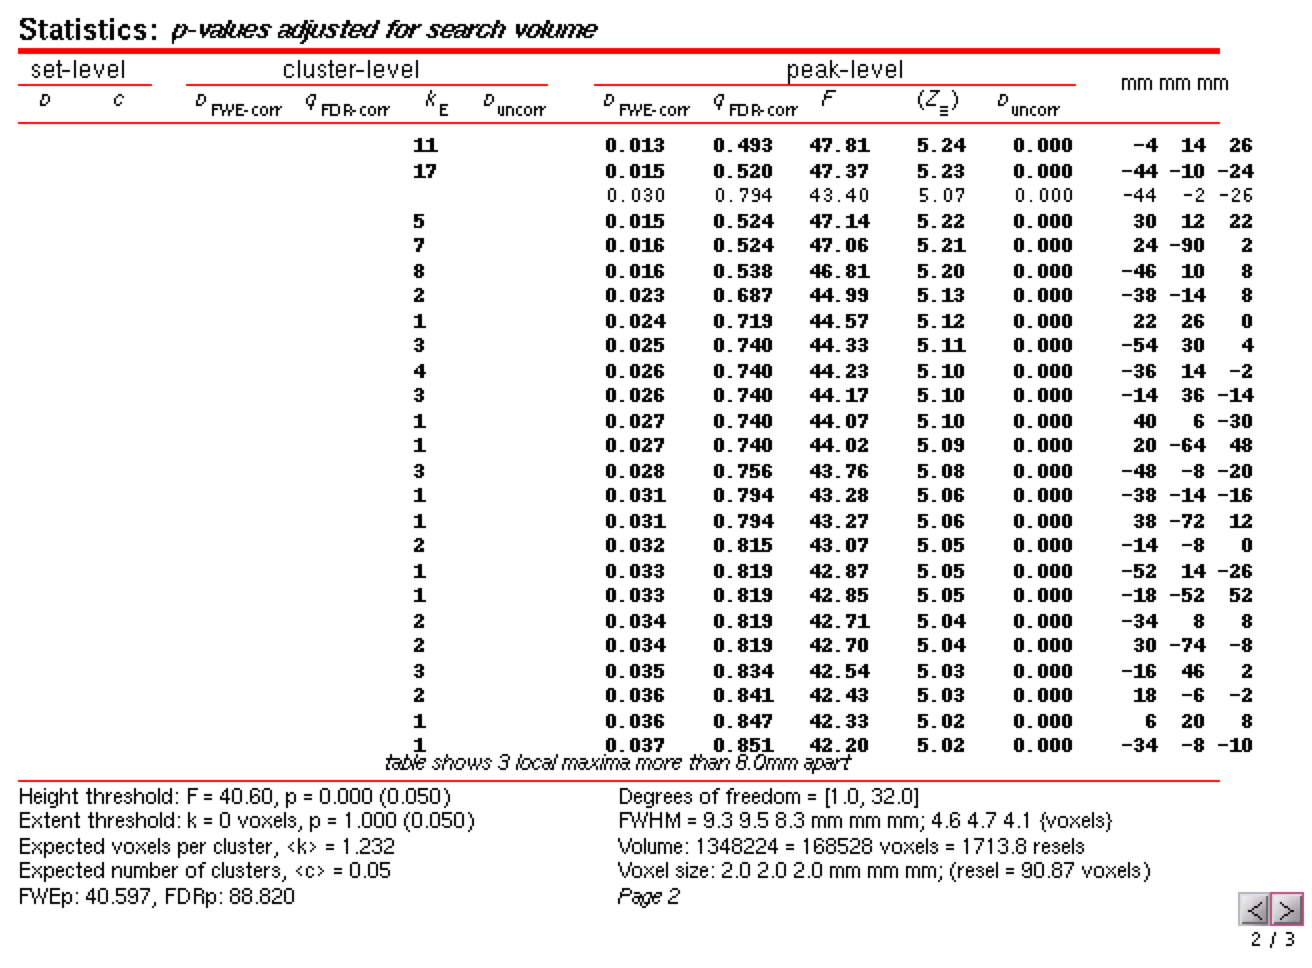 Statistics: p-values adjusted for search volume
set-level cluster-level peak-level mm mm mm
p c p FWE-corr q FDR-corr k E p uncorr p FWE-corr q FDR-corr F (Z ≡) p uncorr
11 0.013 0.493 47.81 5.24 0.000 -4 14 26
17 0.015 0.520 47.37 5.23 0.000 -44 -10 -24
0.030 0.794 43.40 5.07 0.000 -44 -2 -26
5 0.015 0.524 47.14 5.22 0.000 30 12 22
7 0.016 0.524 47.06 5.21 0.000 24 -90 2
8 0.016 0.538 46.81 5.20 0.000 -46 10 8
2 0.023 0.687 44.99 5.13 0.000 -38 -14 8
1 0.024 0.719 44.57 5.12 0.000 22 26 0
3 0.025 0.740 44.33 5.11 0.000 -54 30 4
4 0.026 0.740 44.23 5.10 0.000 -36 14 -2
3 0.026 0.740 44.17 5.10 0.000 -14 36 -14
1 0.027 0.740 44.07 5.10 0.000 40 6 -30
1 0.027 0.740 44.02 5.09 0.000 20 -64 48
3 0.028 0.756 43.76 5.08 0.000 -48 -8 -20
1 0.031 0.794 43.28 5.06 0.000 -38 -14 -16
1 0.031 0.794 43.27 5.06 0.000 38 -72 12
2 0.032 0.815 43.07 5.05 0.000 -14 -8 0
1 0.033 0.819 42.87 5.05 0.000 -52 14 -26
1 0.033 0.819 42.85 5.05 0.000 -18 -52 52
2 0.034 0.819 42.71 5.04 0.000 -34 8 8
2 0.034 0.819 42.70 5.04 0.000 30 -74 -8
3 0.035 0.834 42.54 5.03 0.000 -16 46 2
2 0.036 0.841 42.43 5.03 0.000 18 -6 -2
1 0.036 0.847 42.33 5.02 0.000 6 20 8
1 0.037 0.851 42.20 5.02 0.000 -34 -8 -10
table shows 3 local maxima more than 8.0mm apart
Height threshold: F = 40.60, p = 0.000 (0.050)
Extent threshold: k = 0 voxels, p = 1.000 (0.050)
Expected voxels per cluster, <k> = 1.232
Expected number of clusters, <c> = 0.05
FWEp: 40.597, FDRp: 88.820
Degrees of freedom = [1.0, 32.0]
FWHM = 9.3 9.5 8.3 mm mm mm; 4.6 4.7 4.1 {voxels}
Volume: 1348224 = 168528 voxels = 1713.8 resels
Voxel size: 2.0 2.0 2.0 mm mm mm; (resel = 90.87 voxels)
Page 2
< >
2 / 3